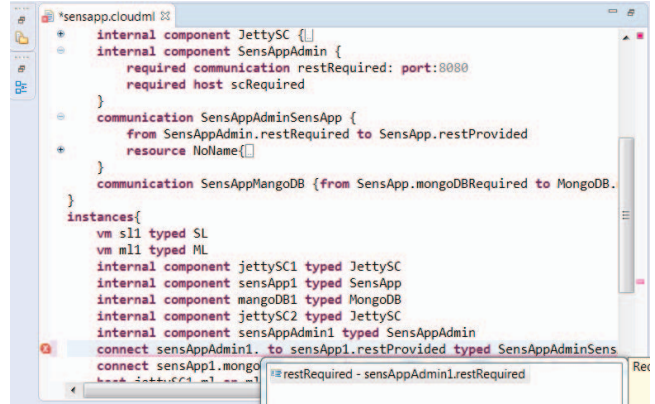 *sensapp.cloudml
internal component JettySC {
internal component SensAppAdmin {
required communication restRequired: port:8080
required host scRequired
}
communication SensAppAdminSensApp {
from SensAppAdmin.restRequired to SensApp.restProvided
resource NoName{
}
communication SensAppMangoDB {from SensApp.mongoDBRequired to MongoDB.
}
instances{
vm sl1 typed SL
vm ml1 typed ML
internal component jettySC1 typed JettySC
internal component sensApp1 typed SensApp
internal component mangoDB1 typed MongoDB
internal component jettySC2 typed JettySC
internal component sensAppAdmin1 typed SensAppAdmin
connect sensAppAdmin1. to sensApp1.restProvided typed SensAppAdminSens
connect sensApp1.mongo
restRequired - sensAppAdmin1.restRequired